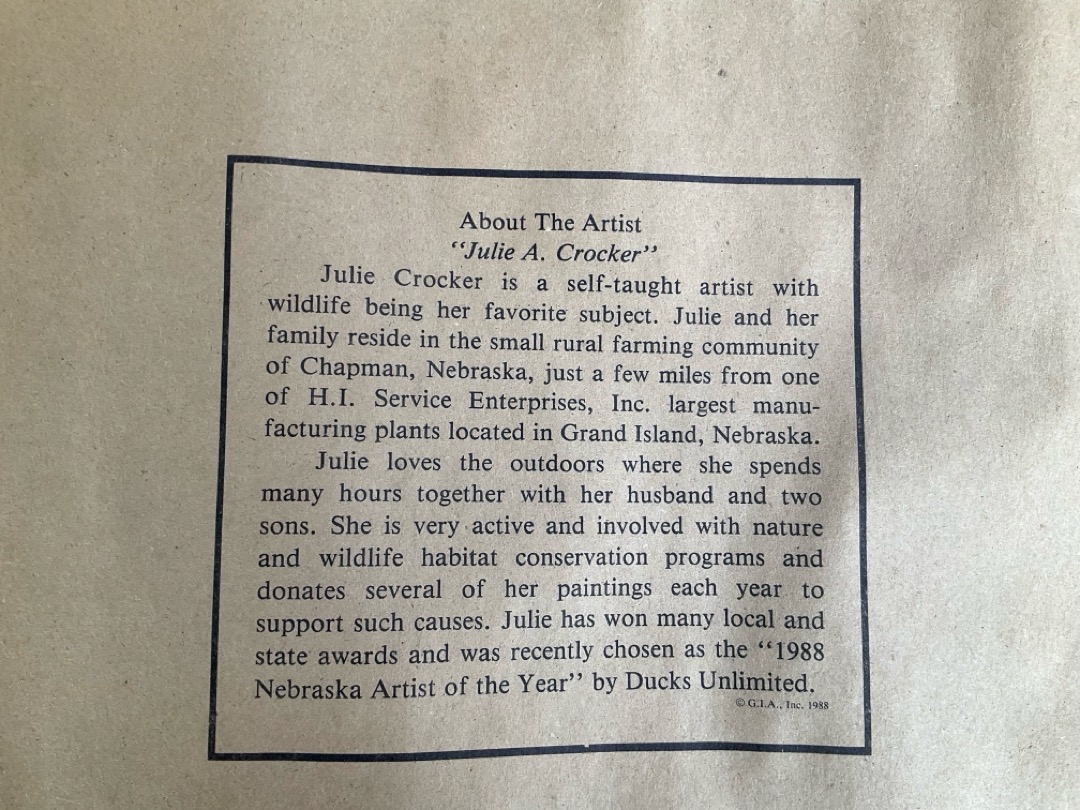 About The Artist
“Julie A. Crocker”
Julie Crocker is a self-taught artist with
wildlife being her favorite subject. Julie and her
family reside in the small rural farming community
of Chapman, Nebraska, just a few miles from one
of H.I. Service Enterprises, Inc. largest manu-
facturing plants located in Grand Island, Nebraska.
Julie loves the outdoors where she spends
many hours together with her husband and two
sons. She is very active and involved with nature
and wildlife habitat conservation programs and
donates several of her paintings each year to
support such causes. Julie has won many local and
state awards and was recently chosen as the “1988
Nebraska Artist of the Year” by Ducks Unlimited.
© G.I.A., Inc. 1988